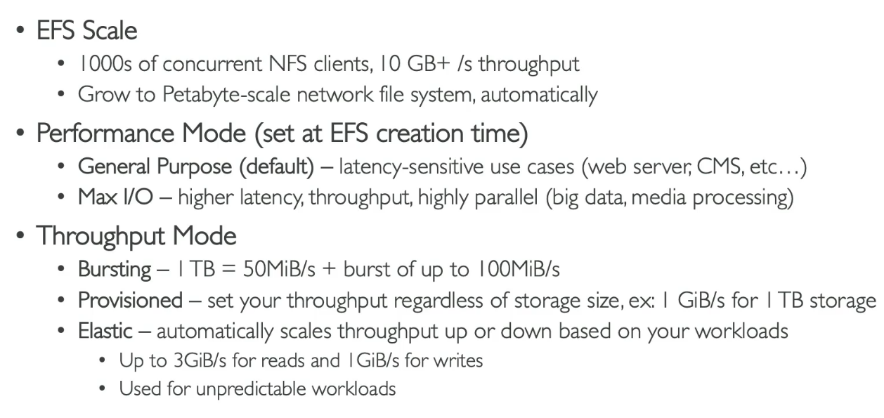 • EFS Scale
• 1000s of concurrent NFS clients, 10 GB+ /s throughput
• Grow to Petabyte-scale network file system, automatically
• Performance Mode (set at EFS creation time)
• General Purpose (default) – latency-sensitive use cases (web server, CMS, etc…)
• Max I/O – higher latency, throughput, highly parallel (big data, media processing)
• Throughput Mode
• Bursting – 1 TB = 50MiB/s + burst of up to 100MiB/s
• Provisioned – set your throughput regardless of storage size, ex: 1 GiB/s for 1 TB storage
• Elastic – automatically scales throughput up or down based on your workloads
• Up to 3GiB/s for reads and 1GiB/s for writes
• Used for unpredictable workloads